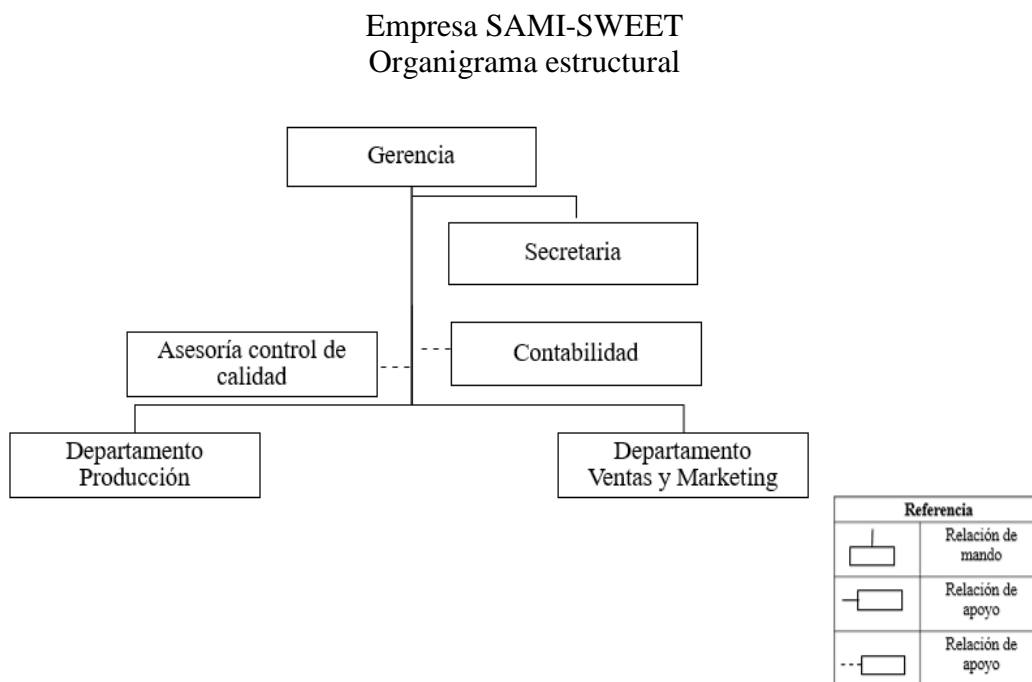 Empresa SAMI-SWEET
Organigrama estructural
Gerencia
Secretaria
Asesoría control de
calidad
Contabilidad
Departamento
Producción
Departamento
Ventas y Marketing
Referencia
Relación de
mando
Relación de
apoyo
Relación de
apoyo